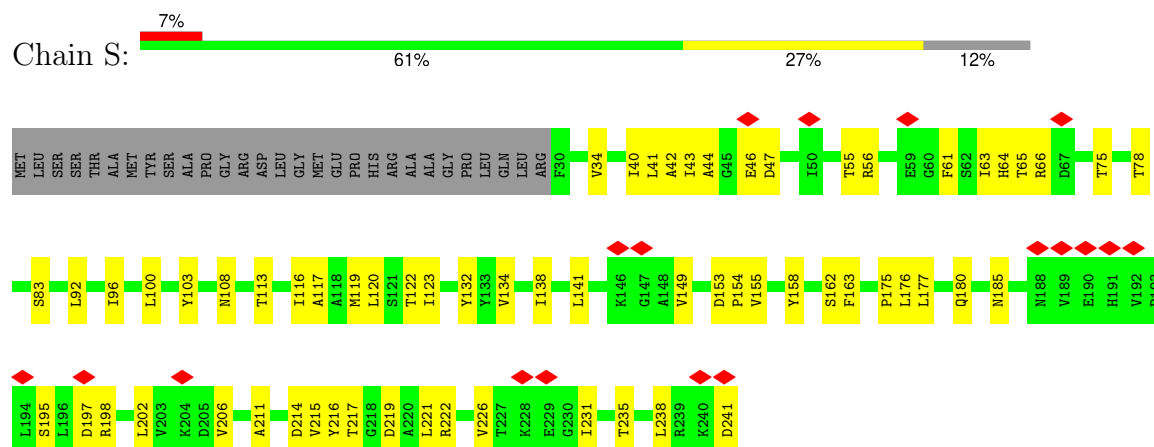 7%
Chain S:
61% 27% 12%
MET LEU SER SER THR ALA MET TYR SER ALA PRO GLY ARG ASP LEU GLY MET GLU PRO HIS ARG ALA ALA GLY PRO LEU GLN LEU ARG F30 V34 I40 L41 A42 I43 A44 G45 E46 D47 I50 T55 R56 E59 G60 F61 S62 I63 H64 T65 R66 D67 T75 T78
S83 L92 I96 L100 Y103 N108 T113 I116 A117 A118 M119 L120 S121 T122 I123 Y132 Y133 V134 I138 L141 K146 G147 A148 V149 D153 P154 V155 Y158 S162 F163 P175 L176 L177 Q180 N185 N188 V189 E190 H191 V192
L194 S195 L196 D197 R198 L202 V203 K204 D205 V206 A211 D214 V215 Y216 T217 G218 D219 A220 L221 R222 V226 T227 K228 E229 G230 I231 T235 L238 R239 K240 D241